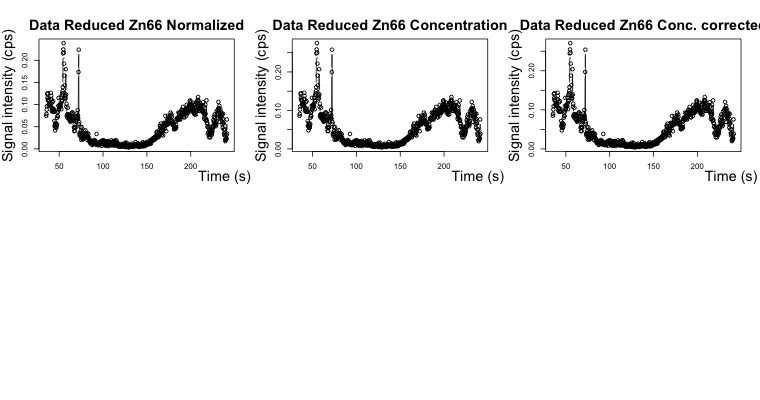 Data Reduced Zn66 Normalized
Signal intensity (cps)
0.00 0.05 0.10 0.15 0.20
50 100 150 200
Time (s)
Data Reduced Zn66 Concentration
Signal intensity (cps)
0.00 0.10 0.20
50 100 150 200
Time (s)
Data Reduced Zn66 Conc. corrected
Signal intensity (cps)
0.00 0.10 0.20
50 100 150 200
Time (s)